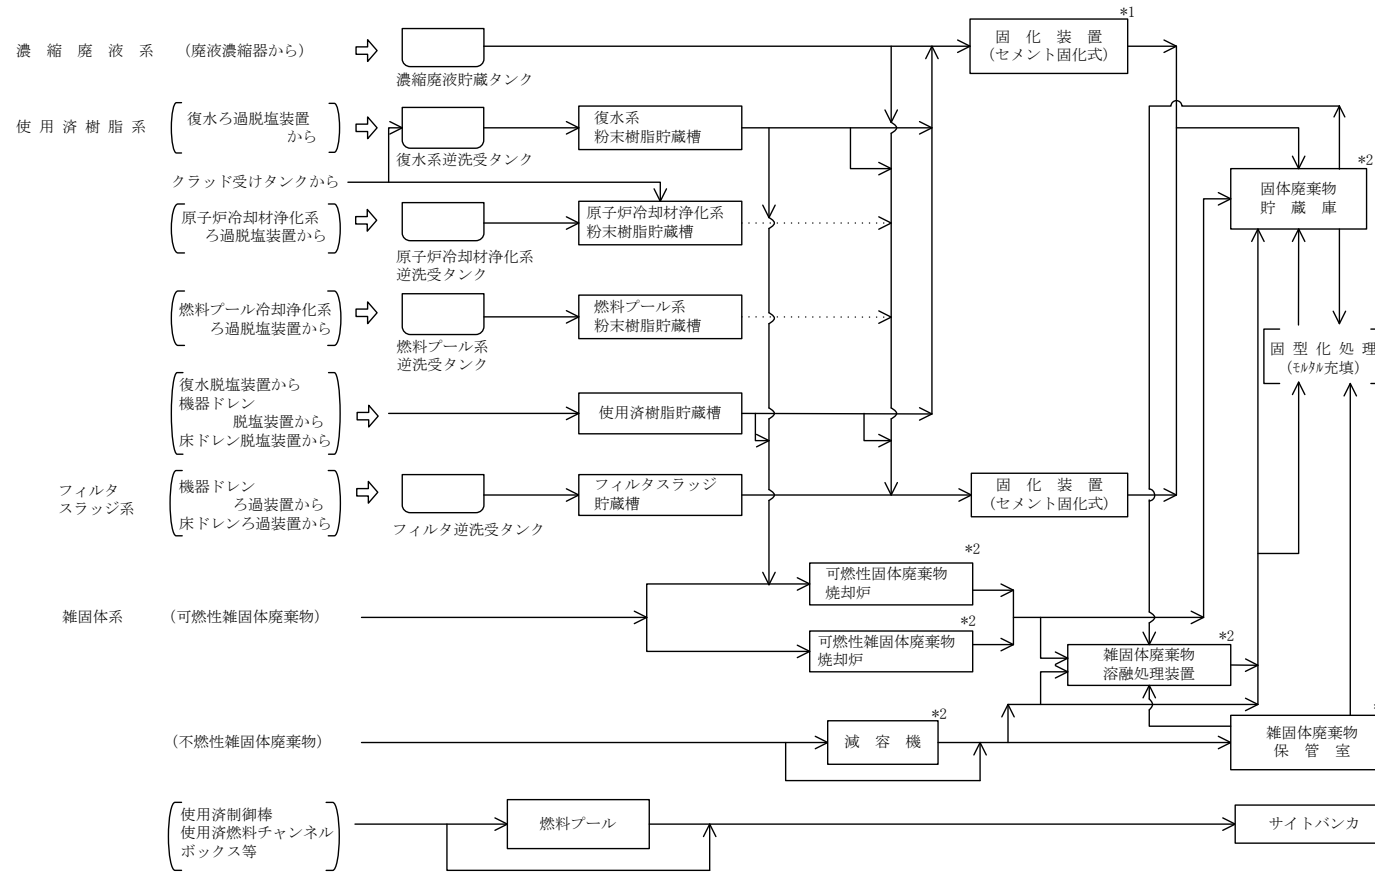 *1
濃縮廃液系 (廃液濃縮器から)
固化装置
(セメント固化式)
濃縮廃液貯蔵タンク
使用済樹脂系
復水ろ過脱塩装置
から
復水系
粉末樹脂貯蔵槽
復水系逆洗受タンク
*2
クラッド受けタンクから
固体廃棄物
貯蔵庫
原子炉冷却材浄化系
ろ過脱塩装置から
原子炉冷却材浄化系
粉末樹脂貯蔵槽
原子炉冷却材浄化系
逆洗受タンク
燃料プール冷却浄化系
ろ過脱塩装置から
燃料プール系
粉末樹脂貯蔵槽
燃料プール系
逆洗受タンク
固型化処理
(モルタル充填)
復水脱塩装置から
機器ドレン
脱塩装置から
床ドレン脱塩装置から
使用済樹脂貯蔵槽
フィルタ
スラッジ系
機器ドレン
ろ過装置から
床ドレンろ過装置から
フィルタスラッジ
貯蔵槽
固化装置
(セメント固化式)
フィルタ逆洗受タンク
*2
可燃性固体廃棄物
焼却炉
雑固体系 (可燃性雑固体廃棄物)
*2
可燃性雑固体廃棄物
焼却炉
*2
雑固体廃棄物
溶融処理装置
*2
(不燃性雑固体廃棄物)
減容機
雑固体廃棄物
保管室
使用済制御棒
使用済燃料チャンネル
ボックス等
燃料プール
サイトバンカ